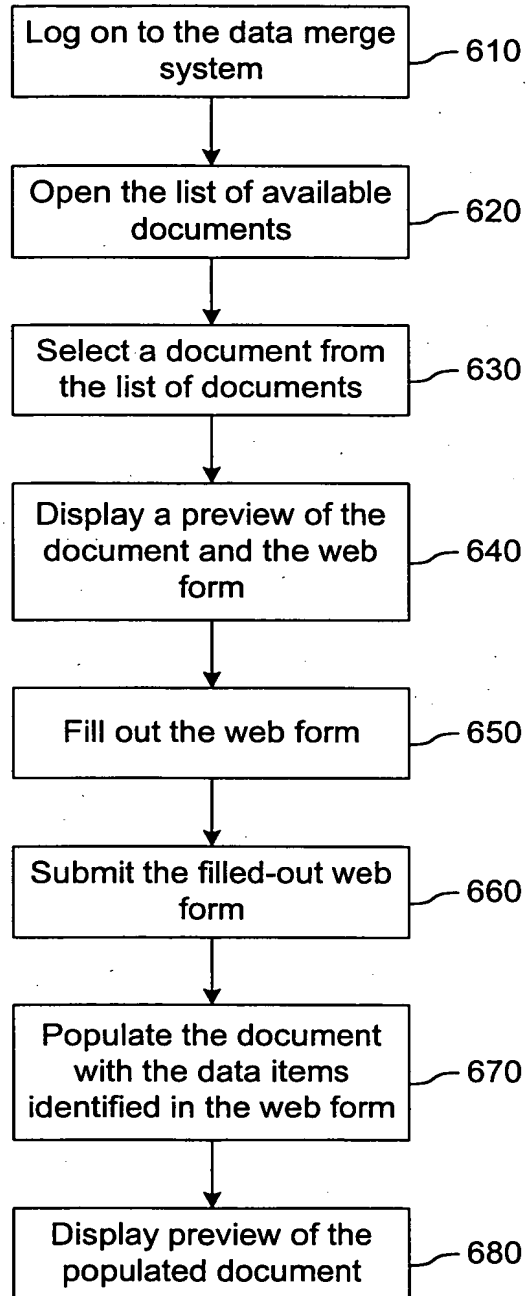 Log on to the data merge
system
610
Open the list of available
documents
620
Select a document from
the list of documents
630
Display a preview of the
document and the web
form
640
Fill out the web form
650
Submit the filled-out web
form
660
Populate the document
with the data items
identified in the web form
670
Display preview of the
populated document
680